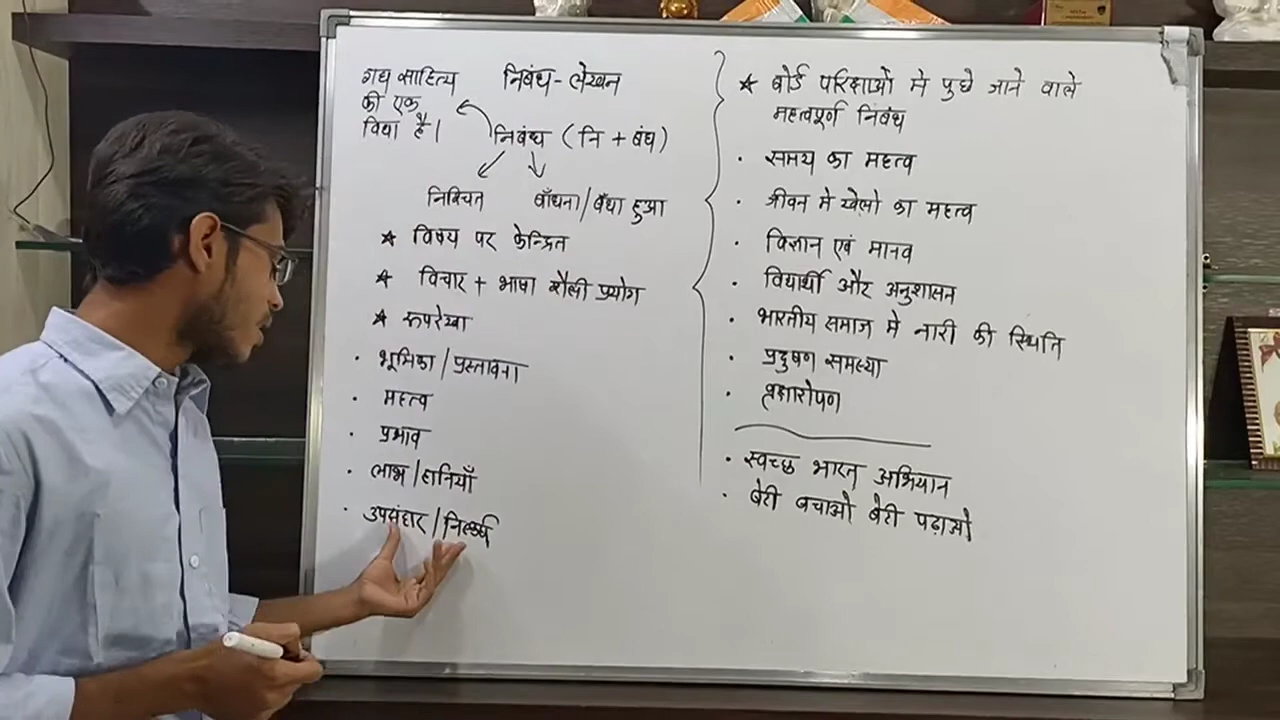 निबंध-लेखन
गद्य साहित्य
की एक
विद्या है।
निबंध (नि + बंध)
निश्चित बाँधना/बँधा हुआ
★ विषय पर केन्द्रित
★ विचार + भाषा शैली प्रयोग
★ रूपरेखा
· भूमिका/प्रस्तावना
· महत्व
· प्रभाव
· लाभ/हानियाँ
· उपसंहार/निष्कर्ष
★ बोर्ड परिक्षाओं में पुछे जाने वाले
महत्वपूर्ण निबंध
· समय का महत्व
· जीवन में खेलो का महत्व
· विज्ञान एवं मानव
· विद्यार्थी और अनुशासन
· भारतीय समाज में नारी की स्थिति
· प्रदुषण समस्या
· वृक्षारोपण
· स्वच्छ भारत अभियान
· बेटी बचाओ बेटी पढ़ाओ